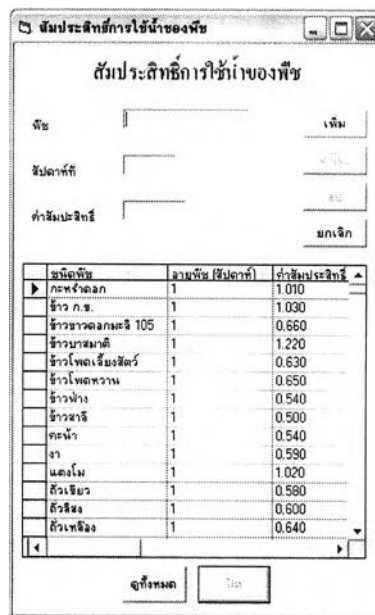 สัมประสิทธิ์การใช้น้ำของพืช
สัมประสิทธิ์การใช้น้ำของพืช
พืช
เพิ่ม
สัปดาห์ที่
ลบ
ค่าสัมประสิทธิ์
ยกเลิก
ชนิดพืช อายุพืช (สัปดาห์) ค่าสัมประสิทธิ์
กะหล่ำดอก 1 1.010
ข้าว ก.ข. 1 1.030
ข้าวขาวดอกมะลิ 105 1 0.660
ข้าวบาสมาติ 1 1.220
ข้าวโพดเลี้ยงสัตว์ 1 0.630
ข้าวโพดหวาน 1 0.650
ข้าวฟ่าง 1 0.540
ข้าวสาลี 1 0.500
คะน้า 1 0.540
งา 1 0.590
แตงโม 1 1.020
ถั่วเขียว 1 0.580
ถั่วลิสง 1 0.600
ถั่วเหลือง 1 0.640
ดูทั้งหมด ปิด